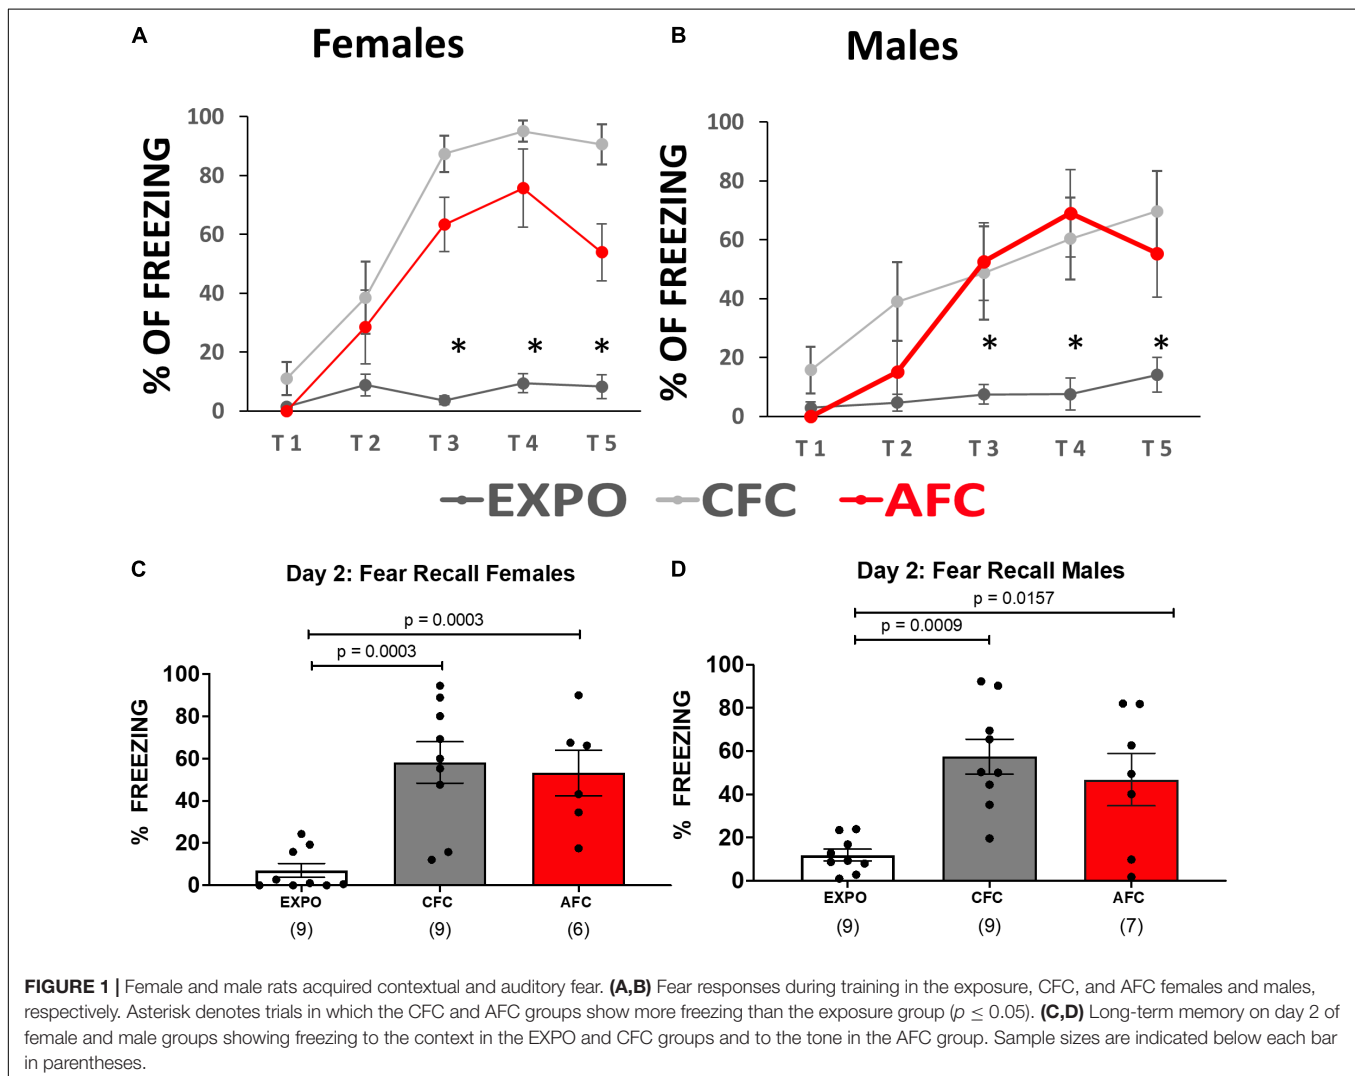 A
Females
B
Males
% OF FREEZING
100
80
60
40
20
0
T 1
T 2
T 3
T 4
T 5
*
*
*
% OF FREEZING
100
80
60
40
20
0
T 1
T 2
T 3
T 4
T 5
*
*
*
EXPO
CFC
AFC
C
Day 2: Fear Recall Females
p = 0.0003
p = 0.0003
% FREEZING
100
80
60
40
20
0
EXPO
CFC
AFC
(9)
(9)
(6)
D
Day 2: Fear Recall Males
p = 0.0157
p = 0.0009
% FREEZING
100
80
60
40
20
0
EXPO
CFC
AFC
(9)
(9)
(7)
FIGURE 1 | Female and male rats acquired contextual and auditory fear. (A,B) Fear responses during training in the exposure, CFC, and AFC females and males,
respectively. Asterisk denotes trials in which the CFC and AFC groups show more freezing than the exposure group (p ≤ 0.05). (C,D) Long-term memory on day 2 of
female and male groups showing freezing to the context in the EXPO and CFC groups and to the tone in the AFC group. Sample sizes are indicated below each bar
in parentheses.